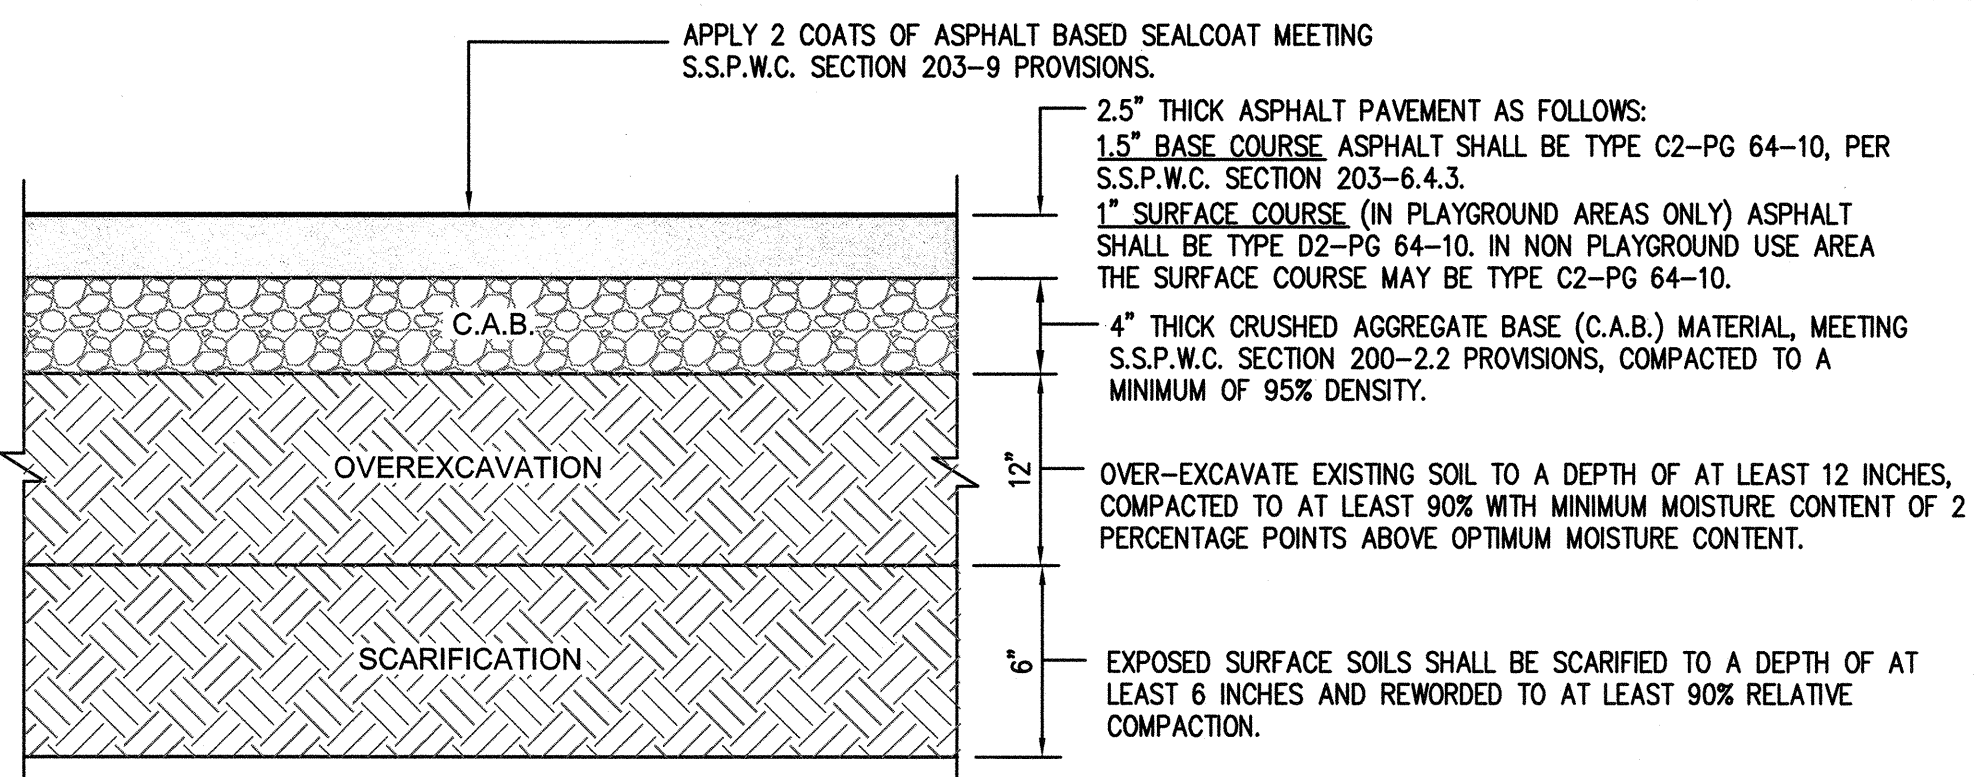 APPLY 2 COATS OF ASPHALT BASED SEALCOAT MEETING
S.S.P.W.C. SECTION 203-9 PROVISIONS.
2.5" THICK ASPHALT PAVEMENT AS FOLLOWS:
1.5" BASE COURSE ASPHALT SHALL BE TYPE C2-PG 64-10, PER
S.S.P.W.C. SECTION 203-6.4.3.
1" SURFACE COURSE (IN PLAYGROUND AREAS ONLY) ASPHALT
SHALL BE TYPE D2-PG 64-10. IN NON PLAYGROUND USE AREA
THE SURFACE COURSE MAY BE TYPE C2-PG 64-10.
C.A.B.
4" THICK CRUSHED AGGREGATE BASE (C.A.B.) MATERIAL, MEETING
S.S.P.W.C. SECTION 200-2.2 PROVISIONS, COMPACTED TO A
MINIMUM OF 95% DENSITY.
OVEREXCAVATION
12"
OVER-EXCAVATE EXISTING SOIL TO A DEPTH OF AT LEAST 12 INCHES,
COMPACTED TO AT LEAST 90% WITH MINIMUM MOISTURE CONTENT OF 2
PERCENTAGE POINTS ABOVE OPTIMUM MOISTURE CONTENT.
SCARIFICATION
6"
EXPOSED SURFACE SOILS SHALL BE SCARIFIED TO A DEPTH OF AT
LEAST 6 INCHES AND REWORDED TO AT LEAST 90% RELATIVE
COMPACTION.